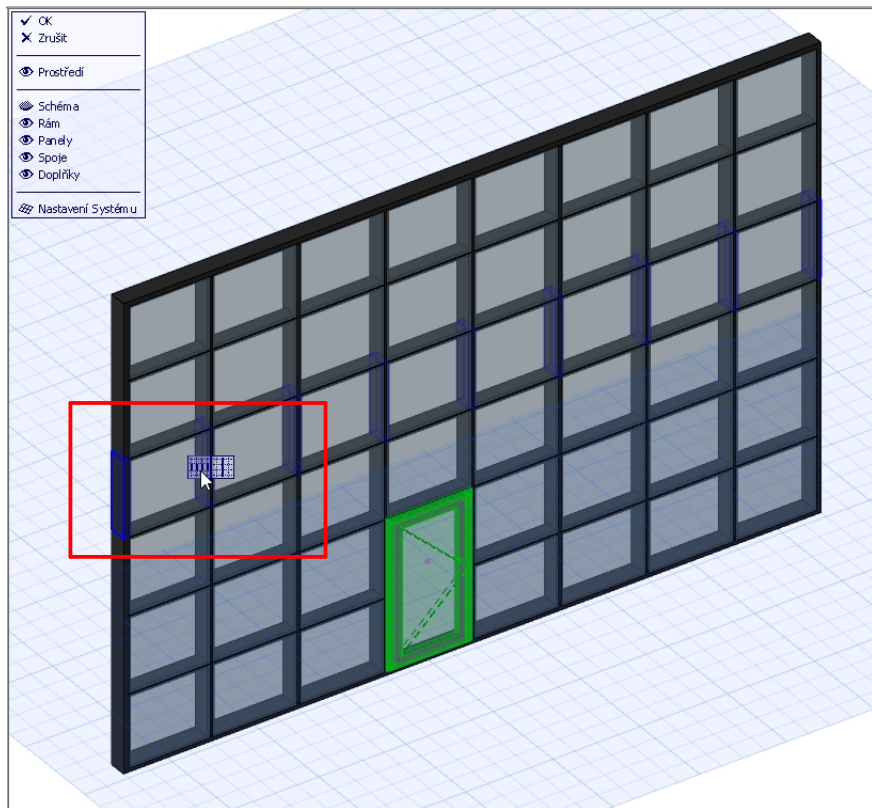 OK
Zrušit
Prostředí
Schéma
Rám
Panely
Spoje
Doplňky
Nastavení Systému